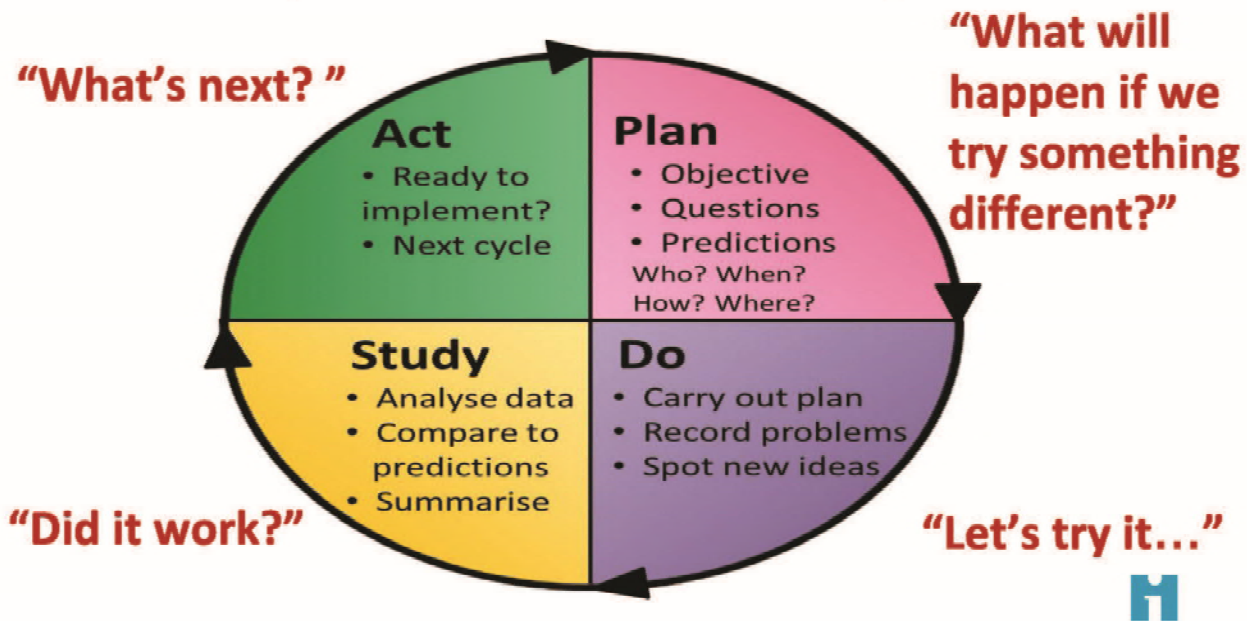 “What’s next? ”
“What will
happen if we
try something
different?”
Act
• Ready to
implement?
• Next cycle
Plan
• Objective
• Questions
• Predictions
Who? When?
How? Where?
Study
• Analyse data
• Compare to
predictions
• Summarise
Do
• Carry out plan
• Record problems
• Spot new ideas
“Did it work?”
“Let’s try it...”